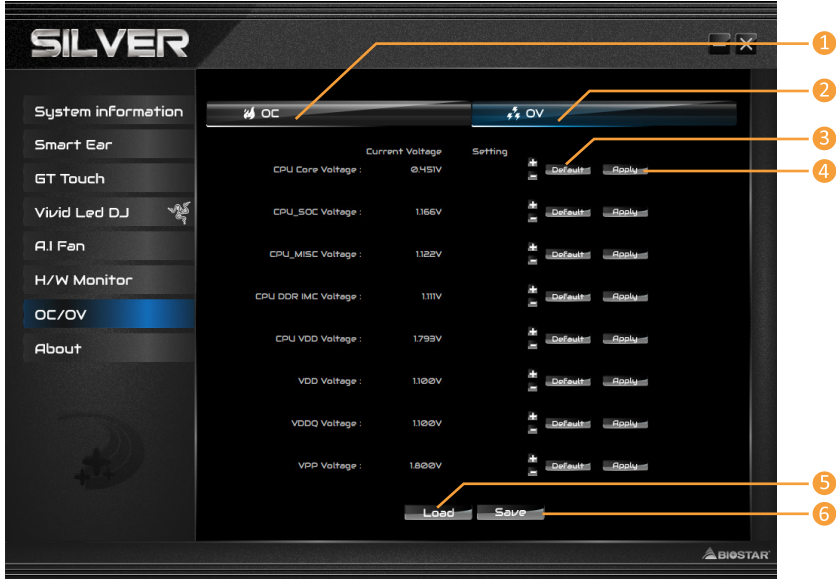 SILVER
1
2
System information
OC
OV
3
Smart Ear
Current Voltage Setting
CPU Core Voltage : 0.451V + - Default Apply
4
GT Touch
Vivid Led DJ
CPU_SOC Voltage : 1.166V + - Default Apply
A.I Fan
CPU_MISC Voltage : 1.122V + - Default Apply
H/W Monitor
CPU DDR IMC Voltage : 1.111V + - Default Apply
OC/OV
CPU VDD Voltage : 1.793V + - Default Apply
About
VDD Voltage : 1.100V + - Default Apply
VDDQ Voltage : 1.100V + - Default Apply
VPP Voltage : 1.800V + - Default Apply
5
Load Save
6
BIOSTAR